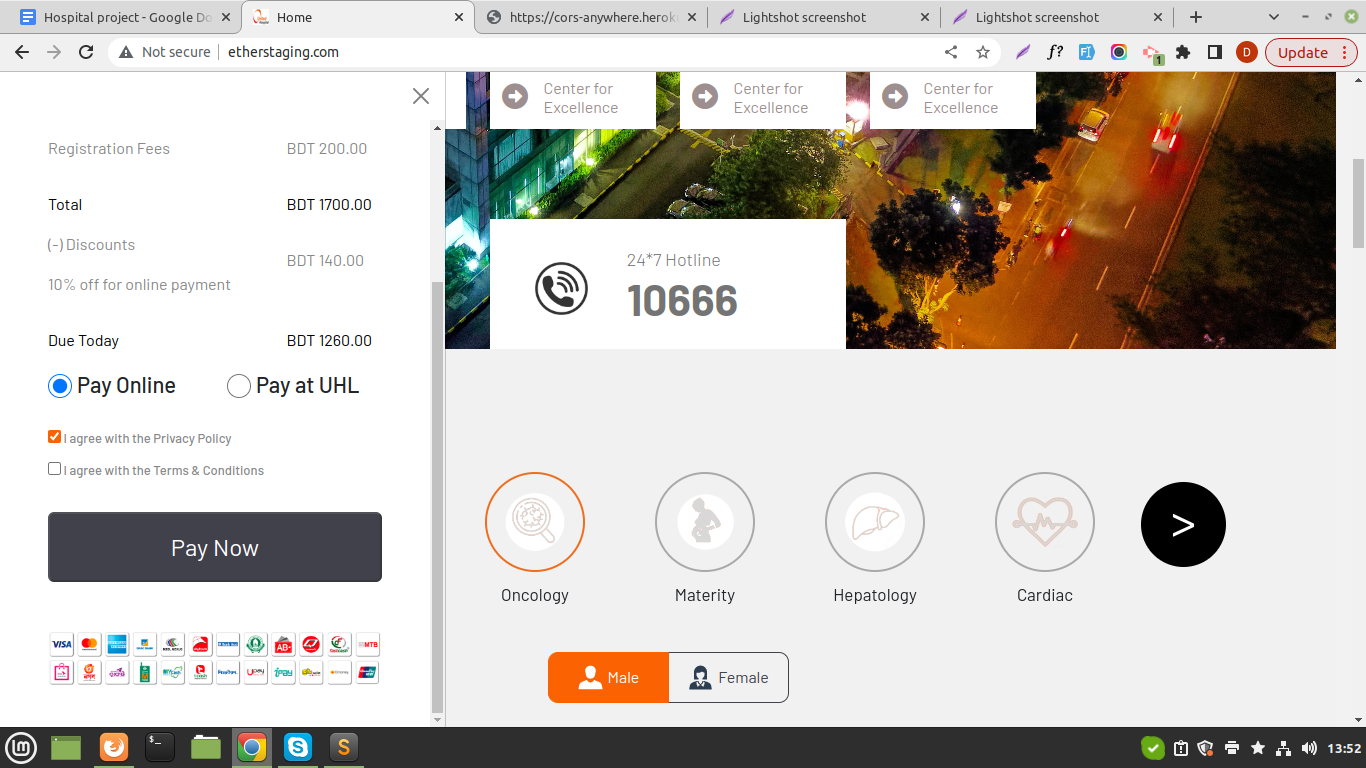 Hospital project - Google Do
Home
https://cors-anywhere.heroku
Lightshot screenshot
Lightshot screenshot
Not secure
etherstaging.com
f?
D
Update
1
Center for
Excellence
Center for
Excellence
Center for
Excellence
Registration Fees
BDT 200.00
Total
BDT 1700.00
(-) Discounts
BDT 140.00
10% off for online payment
Due Today
BDT 1260.00
Pay Online
Pay at UHL
I agree with the Privacy Policy
I agree with the Terms & Conditions
Pay Now
VISA
MTB
24*7 Hotline
10666
>
Oncology
Materity
Hepatology
Cardiac
Male
Female
13:52